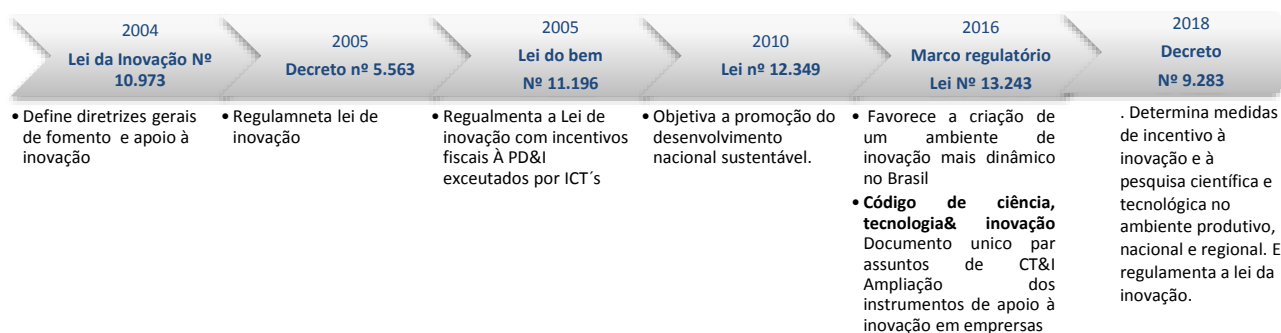 2004
Lei da Inovação Nº
10.973
2005
Decreto nº 5.563
2005
Lei do bem
Nº 11.196
2010
Lei nº 12.349
2016
Marco regulatório
Lei Nº 13.243
2018
Decreto
Nº 9.283
• Define diretrizes gerais
de fomento e apoio à
inovação
• Regulamneta lei de
inovação
• Regualmenta a Lei de
inovação com incentivos
fiscais À PD&I
exceutados por ICT´s
• Objetiva a promoção do
desenvolvimento
nacional sustentável.
• Favorece a criação de
um ambiente de
inovação mais dinâmico
no Brasil
• Código de ciência,
tecnologia& inovação
Documento unico par
assuntos de CT&I
Ampliação dos
instrumentos de apoio à
inovação em emprersas
. Determina medidas
de incentivo à
inovação e à
pesquisa científica e
tecnológica no
ambiente produtivo,
nacional e regional. E
regulamenta a lei da
inovação.